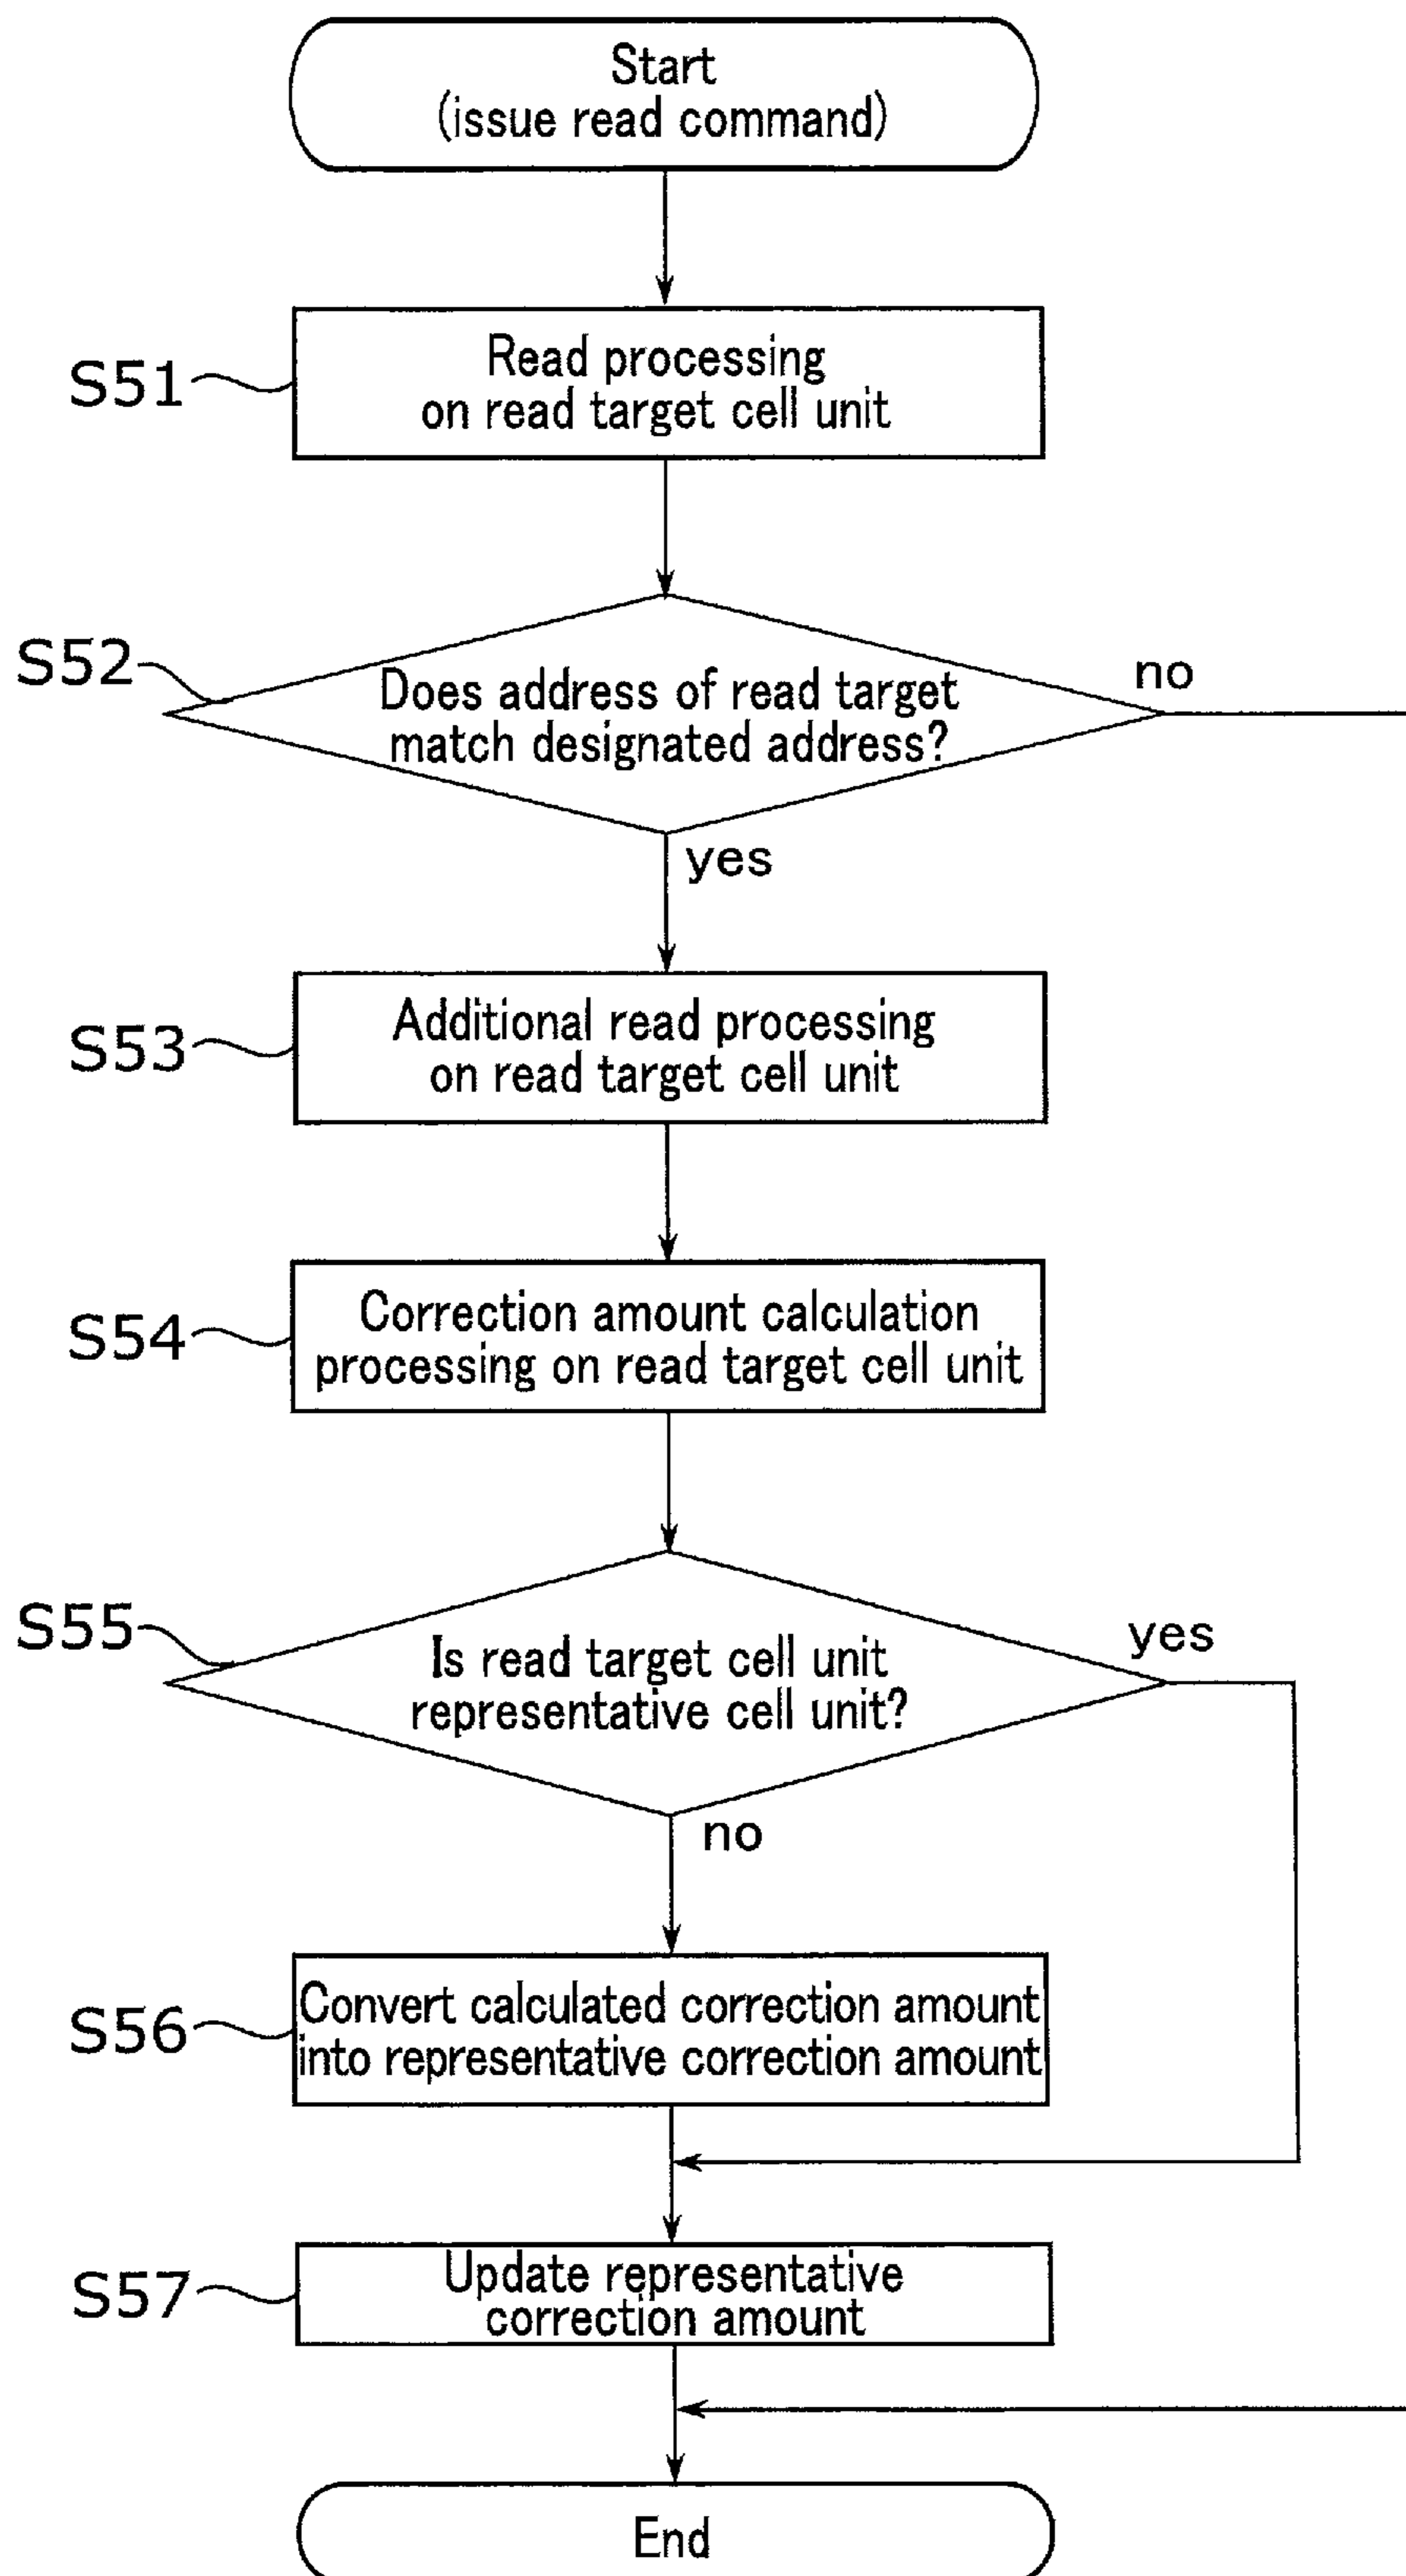 Start
(issue read command)
S51
Read processing
on read target cell unit
S52
Does address of read target
match designated address?
no
yes
S53
Additional read processing
on read target cell unit
S54
Correction amount calculation
processing on read target cell unit
S55
Is read target cell unit
representative cell unit?
yes
no
S56
Convert calculated correction amount
into representative correction amount
S57
Update representative
correction amount
End